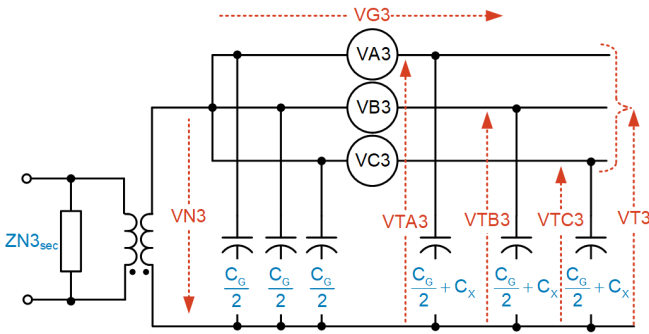 VG3
VA3
VB3
VC3
VN3
VTA3
VTB3
VTC3
VT3
ZN3sec
CG/2
CG/2
CG/2
CG/2 + CX
CG/2 + CX
CG/2 + CX